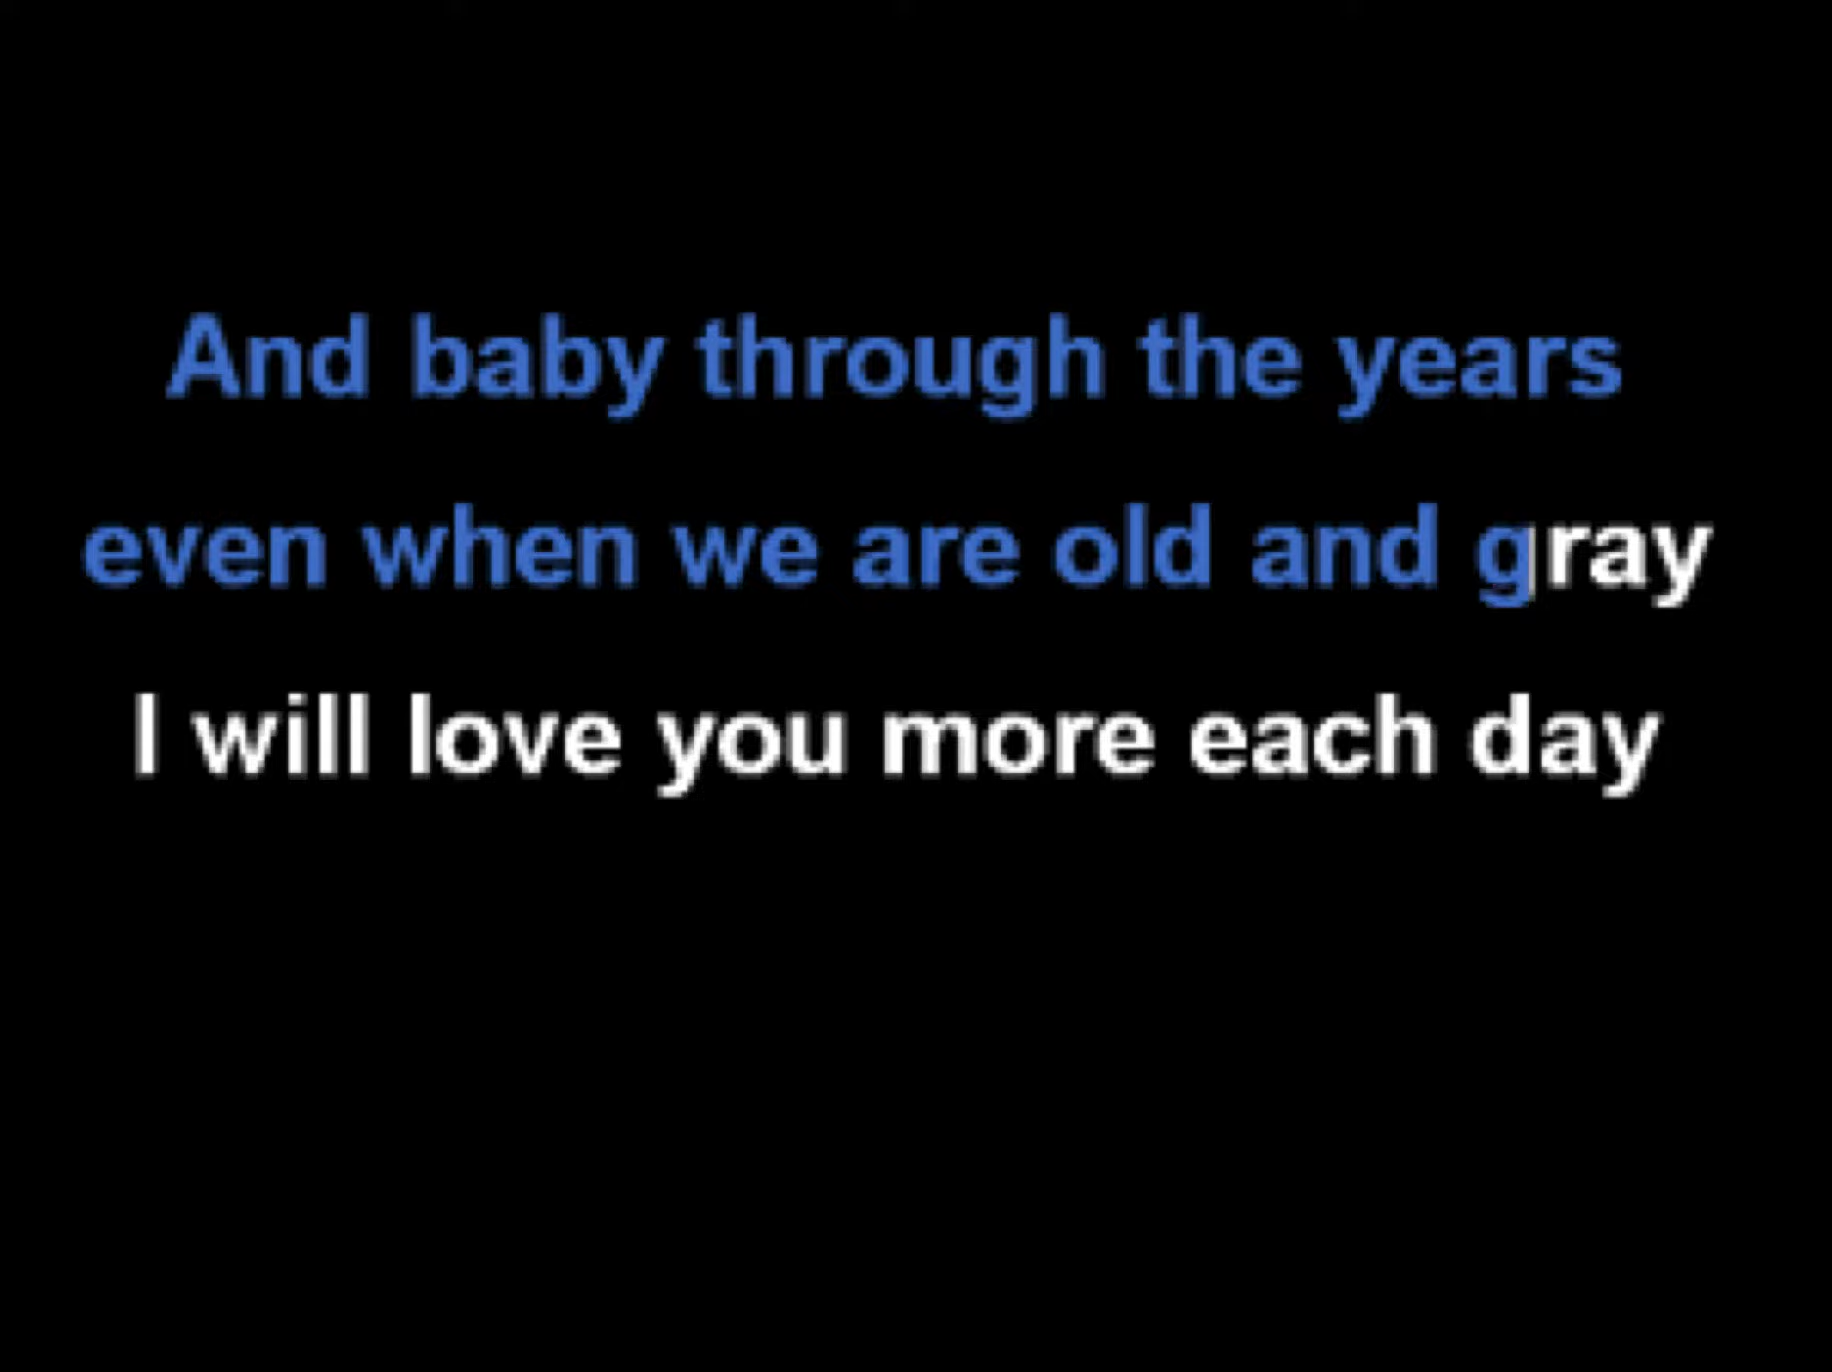 And baby through the years
even when we are old and gray
I will love you more each day